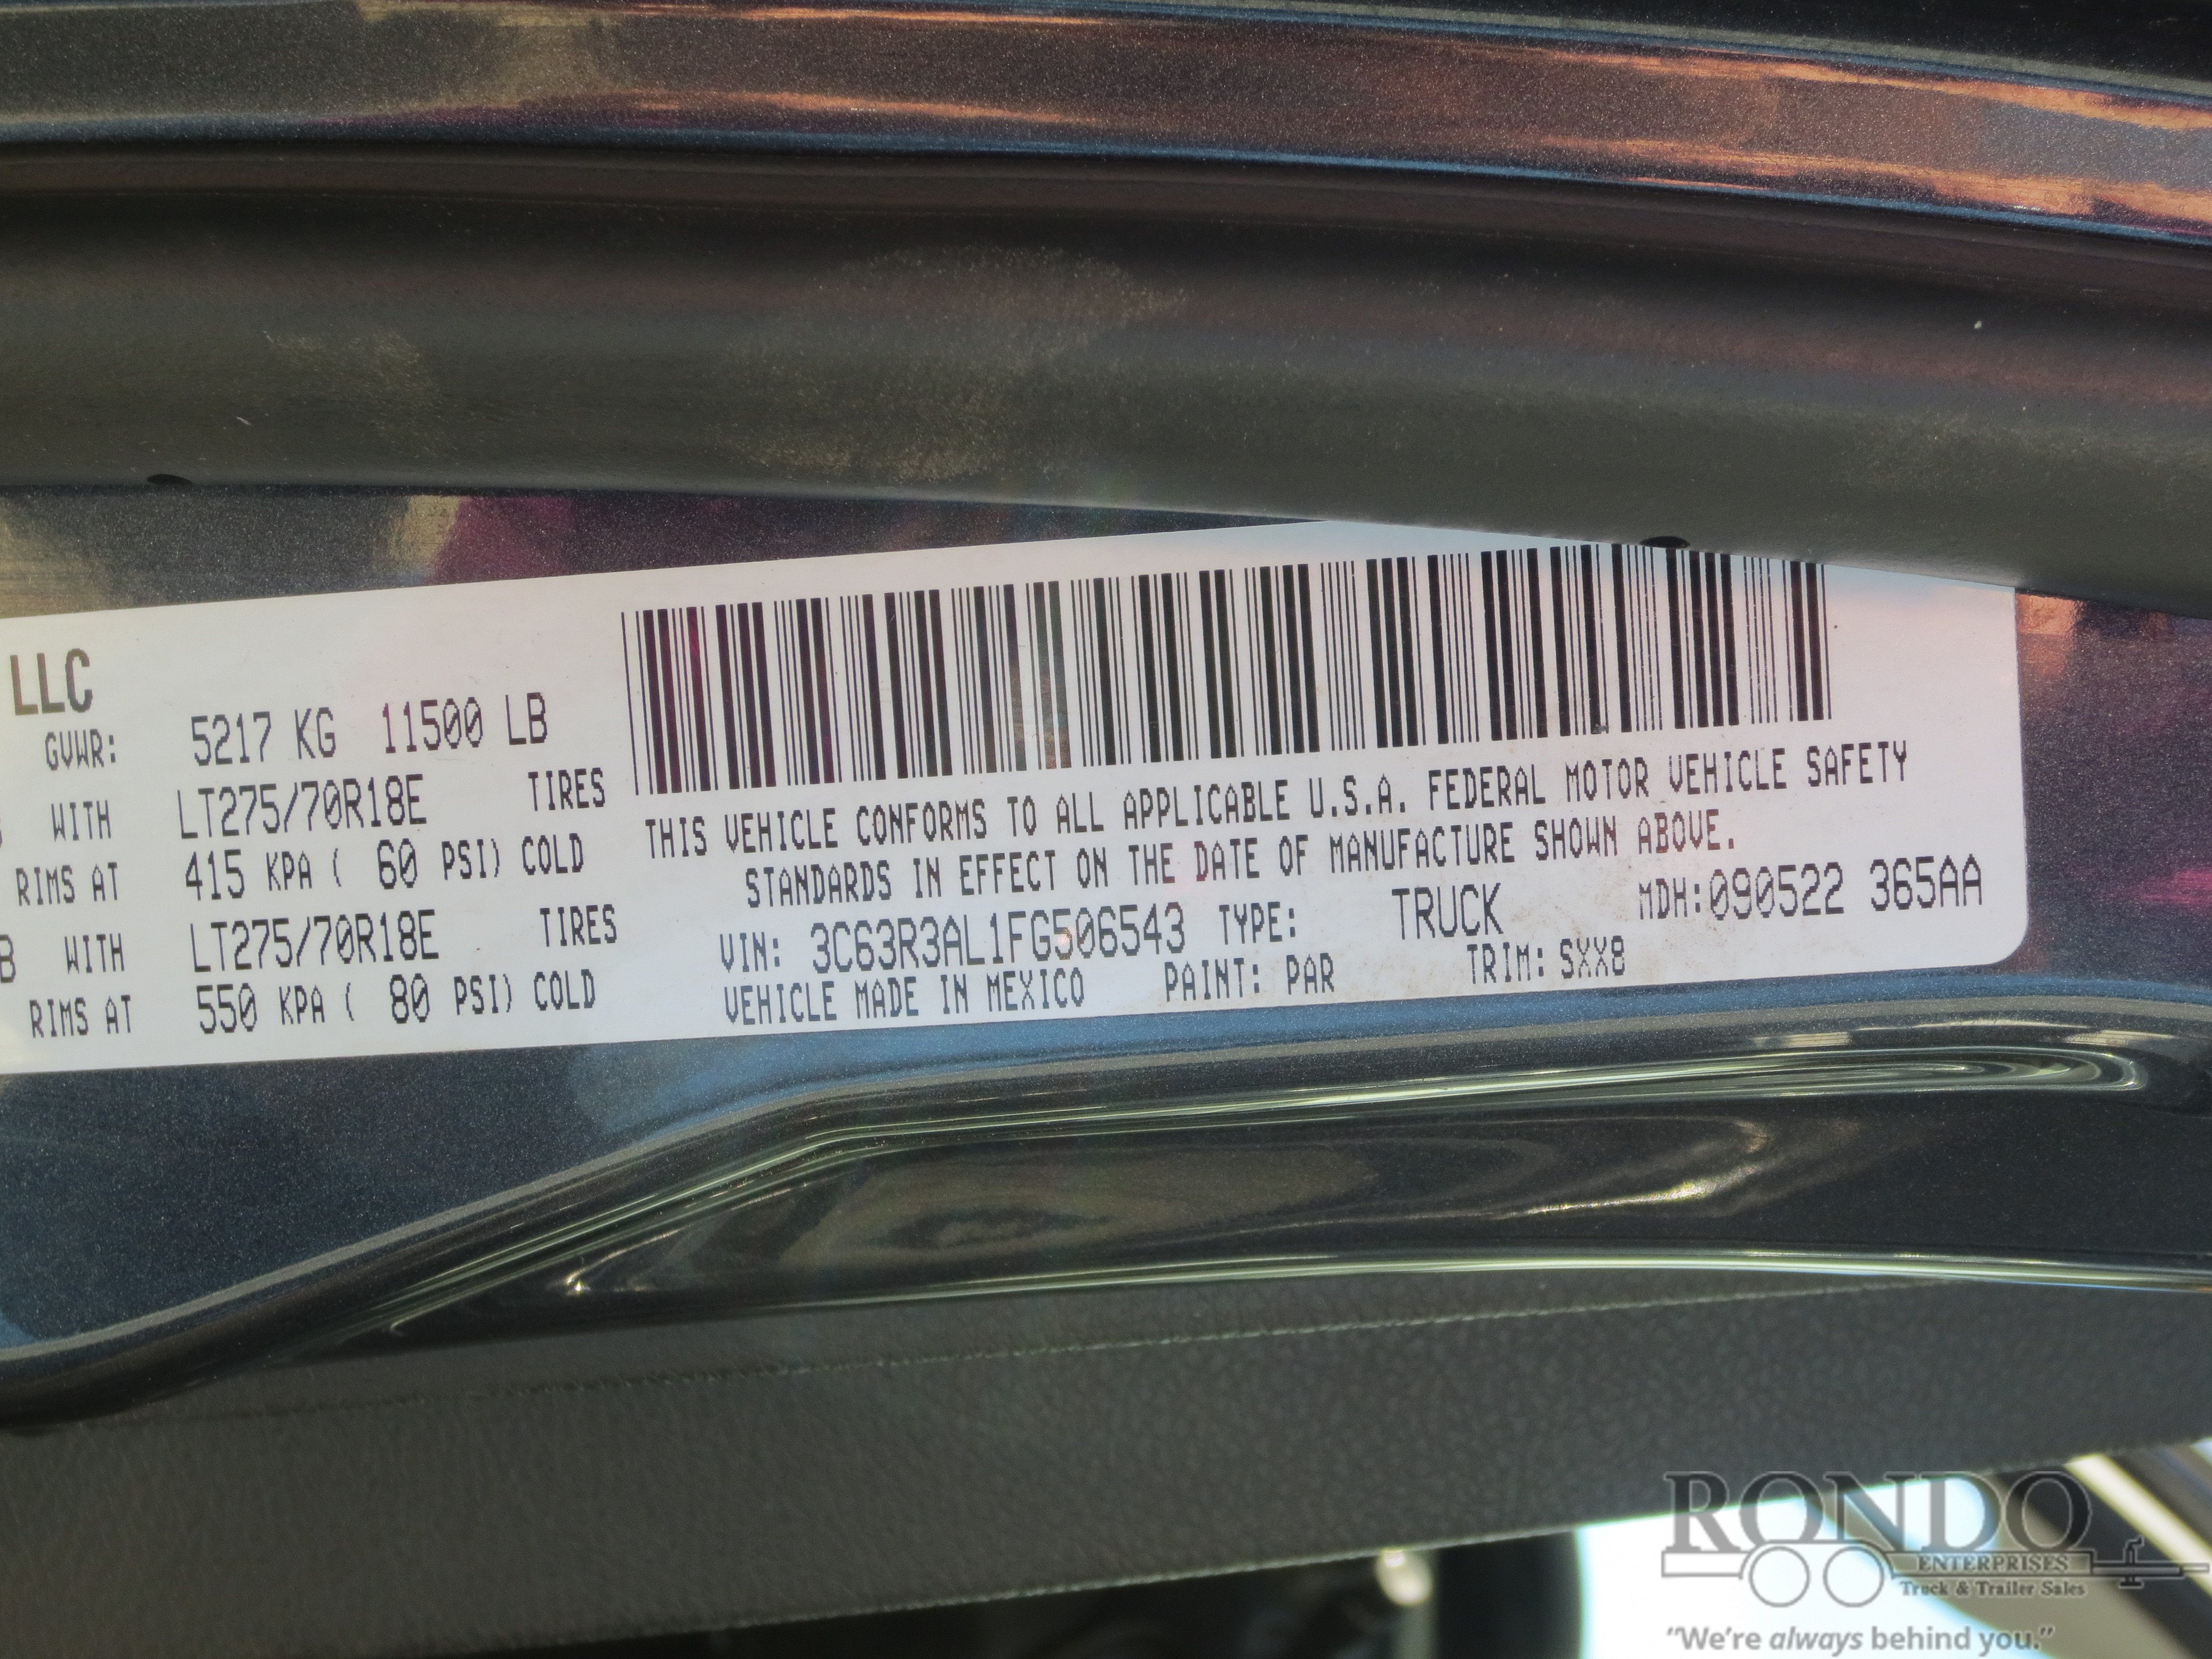 LLC
GVWR: 5217 KG 11500 LB
WITH LT275/70R18E TIRES
RIMS AT 415 KPA ( 60 PSI) COLD
B WITH LT275/70R18E TIRES
RIMS AT 550 KPA ( 80 PSI) COLD
THIS VEHICLE CONFORMS TO ALL APPLICABLE U.S.A. FEDERAL MOTOR VEHICLE SAFETY
STANDARDS IN EFFECT ON THE DATE OF MANUFACTURE SHOWN ABOVE.
MDH:090522 365AA
VIN: 3C63R3AL1FG506543 TYPE: TRUCK
VEHICLE MADE IN MEXICO PAINT: PAR TRIM: SXX8
RONDO
ENTERPRISES
Truck & Trailer Sales
"We're always behind you."